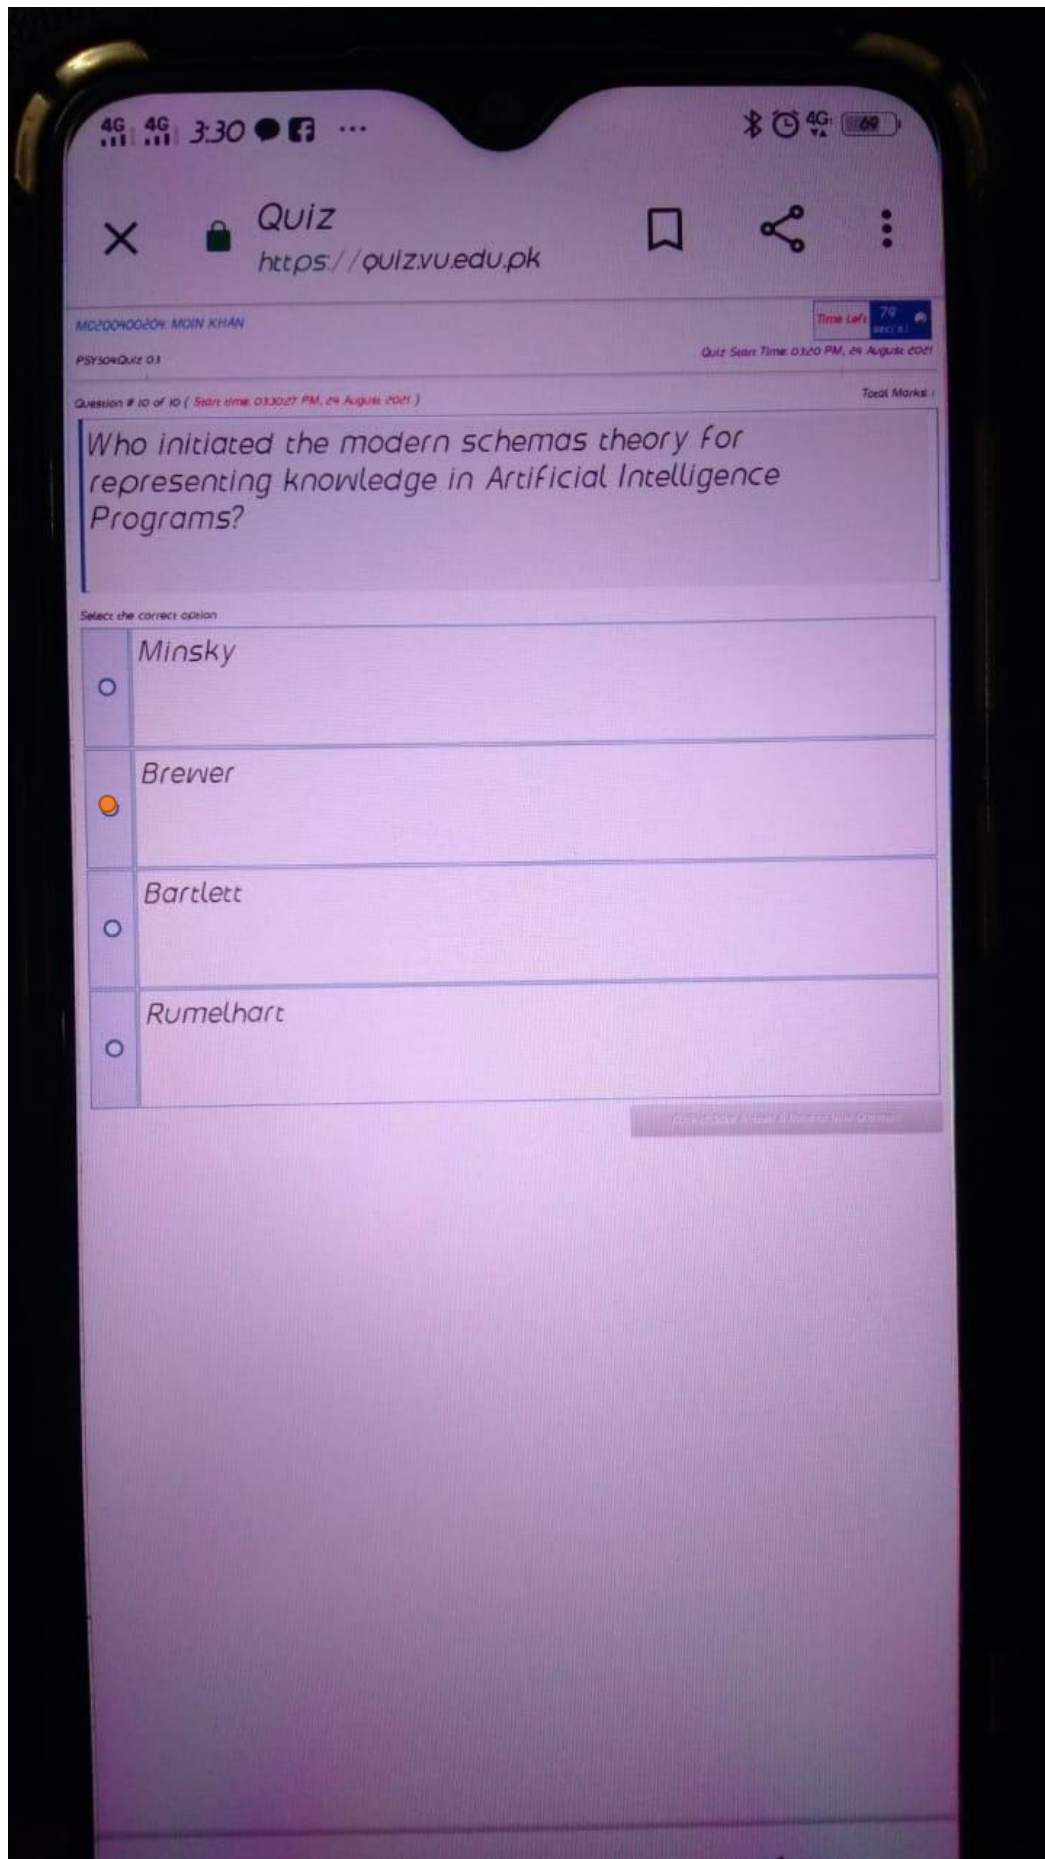 4G 4G 3:30 ... 4G 69
Quiz
https://quiz.vu.edu.pk
MC200400204: MOIN KHAN
Time Left 79 sec(s)
PSY504Quiz 03
Quiz Start Time: 03:20 PM, 24 August 2021
Question # 10 of 10 ( Start time: 03:30:27 PM, 24 August 2021 )
Total Marks: 1
Who initiated the modern schemas theory for
representing knowledge in Artificial Intelligence
Programs?
Select the correct option
Minsky
Brewer
Bartlett
Rumelhart